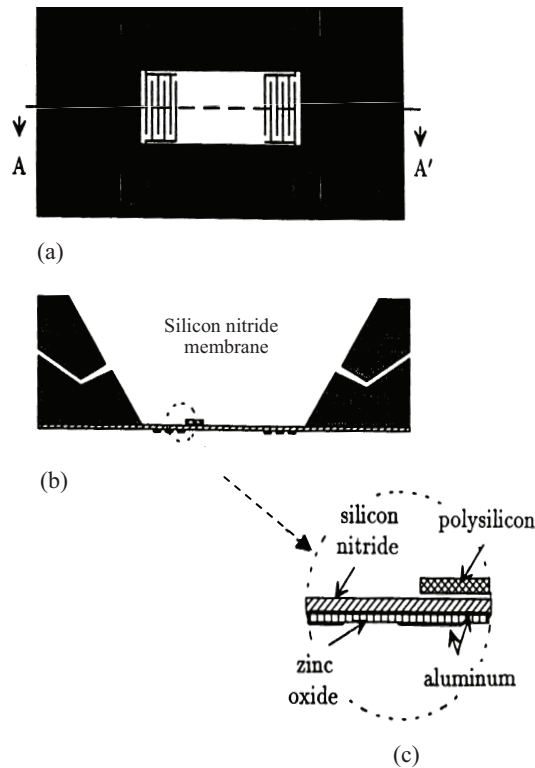 A
A′
(a)
Silicon nitride
membrane
(b)
silicon
nitride
polysilicon
zinc
oxide
aluminum
(c)